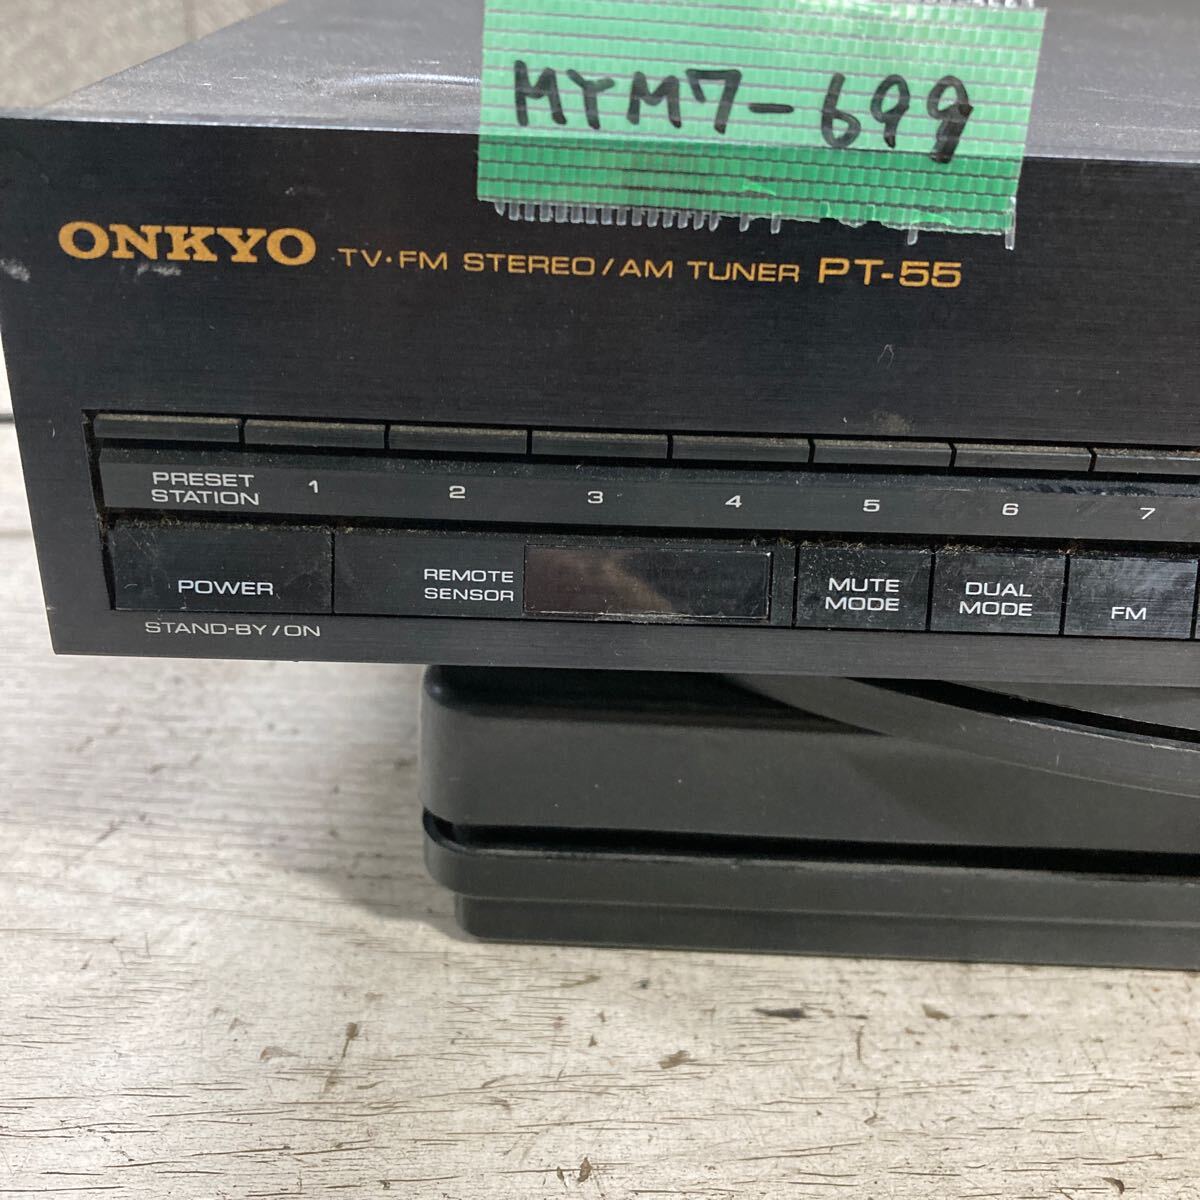 MYM7-699
ONKYO TV・FM STEREO/AM TUNER PT-55
PRESET
STATION 1 2 3 4 5 6 7
POWER
REMOTE
SENSOR
MUTE
MODE
DUAL
MODE
FM
STAND-BY/ON